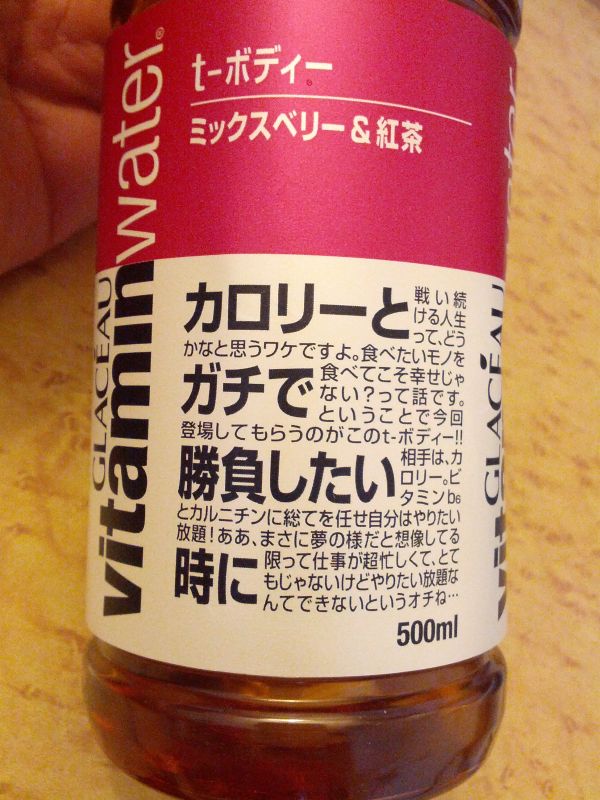 t-ボディー®
ミックスベリー&紅茶
GLACÉAU
vitaminwater®
カロリーと
戦い続
ける人生
って、どう
かなと思うワケですよ。食べたいモノを
ガチで
食べてこそ幸せじゃ
ない?って話です。
ということで今回
登場してもらうのがこのt-ボディー!!
勝負したい
相手は、カ
ロリー。ビ
タミンb₆
とカルニチンに総てを任せ自分はやりたい
放題!ああ、まさに夢の様だと想像してる
時に
限って仕事が超忙しくて、とて
もじゃないけどやりたい放題な
んてできないというオチね…
500ml
GLACÉAU